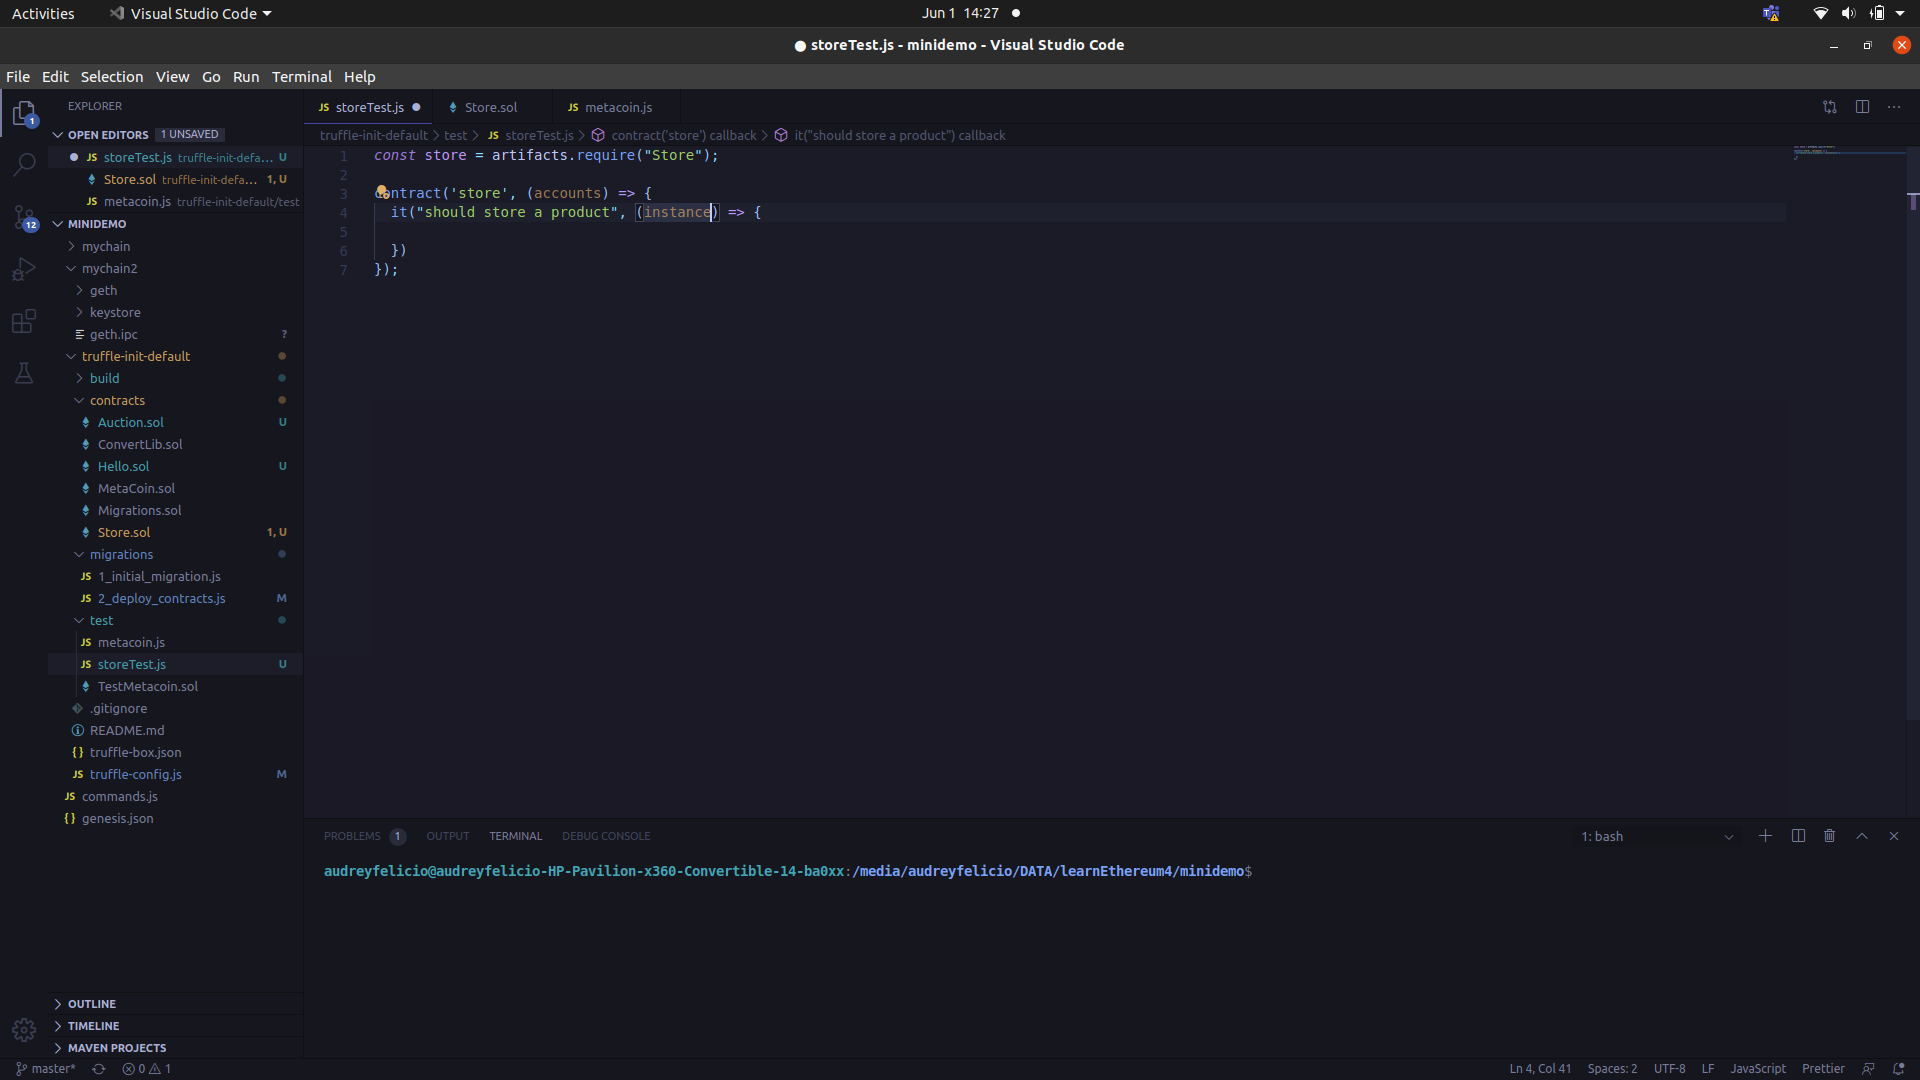 Activities Visual Studio Code Jun 1 14:27
● storeTest.js - minidemo - Visual Studio Code
File Edit Selection View Go Run Terminal Help
EXPLORER
OPEN EDITORS 1 UNSAVED
JS storeTest.js truffle-init-defa... U
Store.sol truffle-init-defa... 1, U
JS metacoin.js truffle-init-default/test
MINIDEMO
mychain
mychain2
geth
keystore
geth.ipc ?
truffle-init-default
build
contracts
Auction.sol U
ConvertLib.sol
Hello.sol U
MetaCoin.sol
Migrations.sol
Store.sol 1, U
migrations
JS 1_initial_migration.js
JS 2_deploy_contracts.js M
test
JS metacoin.js
JS storeTest.js U
TestMetacoin.sol
.gitignore
README.md
{} truffle-box.json
JS truffle-config.js M
JS commands.js
{} genesis.json
OUTLINE
TIMELINE
MAVEN PROJECTS
1
12
JS storeTest.js ● Store.sol JS metacoin.js
truffle-init-default > test > JS storeTest.js > contract('store') callback > it("should store a product") callback
1 const store = artifacts.require("Store");
2
3 contract('store', (accounts) => {
4 it("should store a product", (instance) => {
5
6 })
7 });
PROBLEMS 1 OUTPUT TERMINAL DEBUG CONSOLE 1: bash
audreyfelicio@audreyfelicio-HP-Pavilion-x360-Convertible-14-ba0xx:/media/audreyfelicio/DATA/learnEthereum4/minidemo$
master* 0 1 Ln 4, Col 41 Spaces: 2 UTF-8 LF JavaScript Prettier